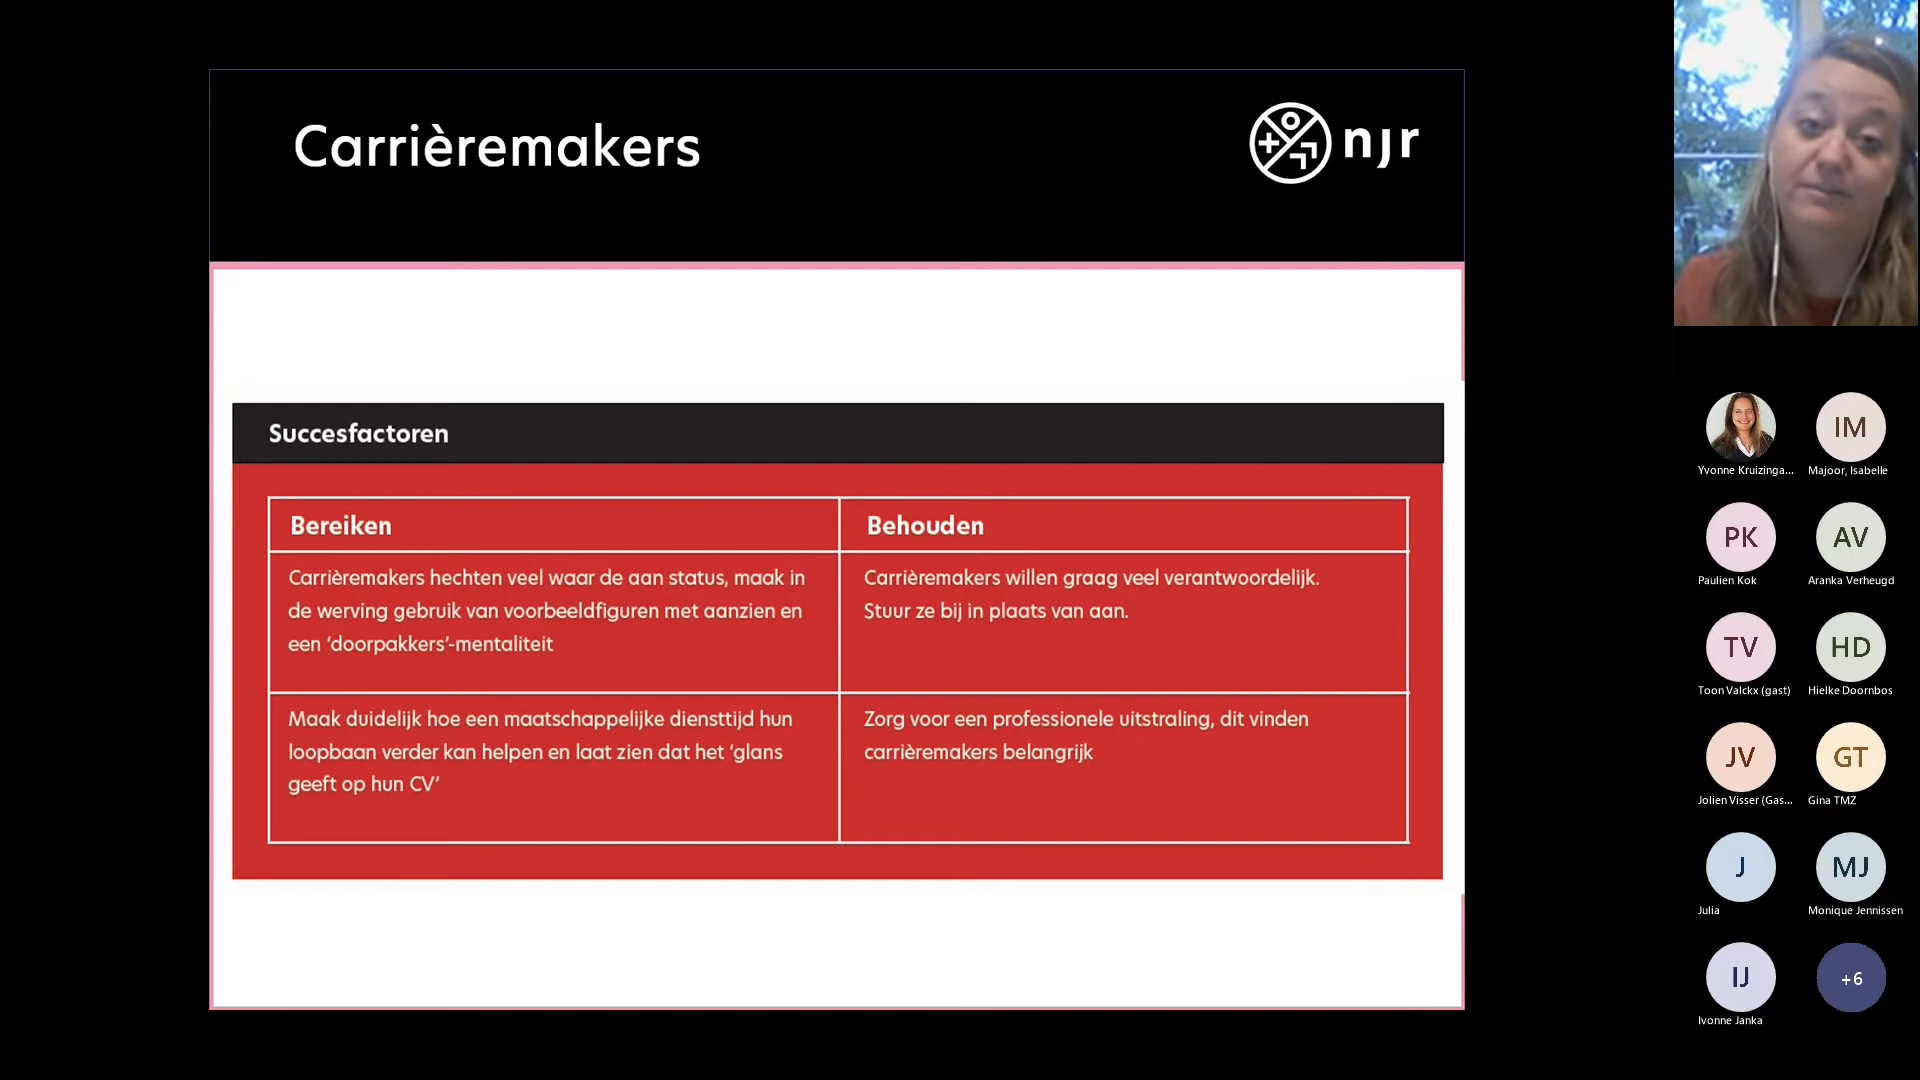 Carrièremakers
njr
Succesfactoren
Bereiken
Behouden
Carrièremakers hechten veel waar de aan status, maak in
de werving gebruik van voorbeeldfiguren met aanzien en
een ‘doorpakkers’-mentaliteit
Carrièremakers willen graag veel verantwoordelijk.
Stuur ze bij in plaats van aan.
Maak duidelijk hoe een maatschappelijke diensttijd hun
loopbaan verder kan helpen en laat zien dat het ‘glans
geeft op hun CV’
Zorg voor een professionele uitstraling, dit vinden
carrièremakers belangrijk
Yvonne Kruizinga...
IM
Majoor, Isabelle
PK
Paulien Kok
AV
Aranka Verheugd
TV
Toon Valckx (gast)
HD
Hielke Doornbos
JV
Jolien Visser (Gas...
GT
Gina TMZ
J
Julia
MJ
Monique Jennissen
IJ
Ivonne Janka
+6